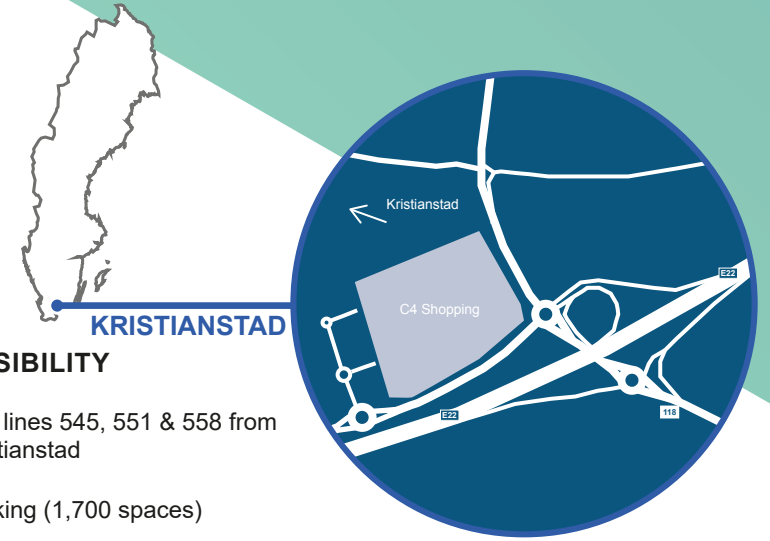 Kristianstad
E22
C4 Shopping
KRISTIANSTAD
SIBILITY
lines 545, 551 & 558 from
tianstad
E22
118
king (1,700 spaces)